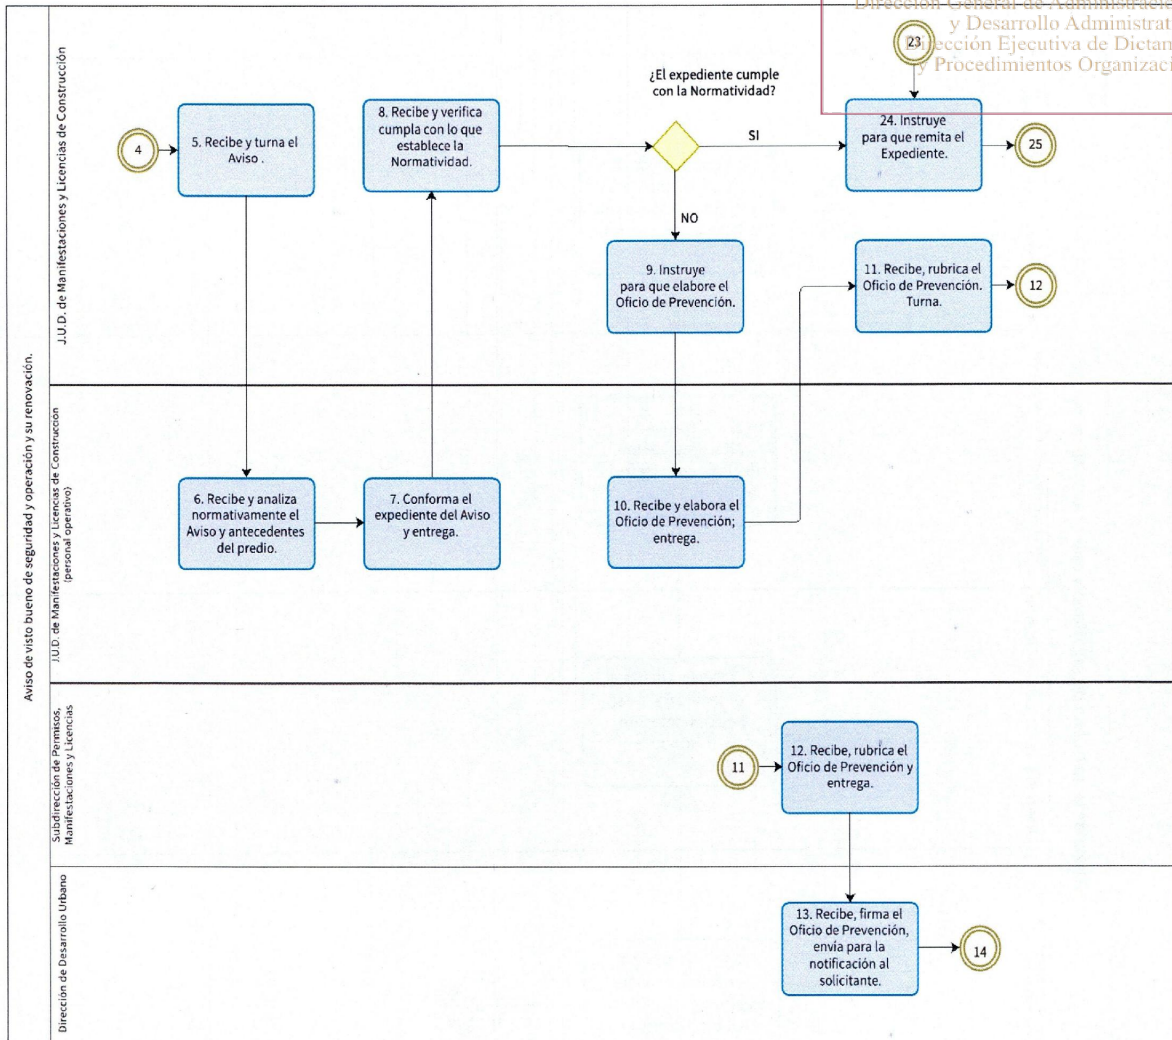 Dirección General de Administración
y Desarrollo Administrat
Dirección Ejecutiva de Dictam
y Procedimientos Organizaci
Aviso de visto bueno de seguridad y operación y su renovación.
J.U.D. de Manifestaciones y Licencias de Construcción
4
5. Recibe y turna el
Aviso .
8. Recibe y verifica
cumpla con lo que
establece la
Normatividad.
¿El expediente cumple
con la Normatividad?
SI
NO
23
24. Instruye
para que remita el
Expediente.
25
9. Instruye
para que elabore el
Oficio de Prevención.
11. Recibe, rubrica el
Oficio de Prevención.
Turna.
12
J.U.D. de Manifestaciones y Licencias de Construcción
(personal operativo)
6. Recibe y analiza
normativamente el
Aviso y antecedentes
del predio.
7. Conforma el
expediente del Aviso
y entrega.
10. Recibe y elabora el
Oficio de Prevención;
entrega.
Subdirección de Permisos,
Manifestaciones y Licencias
11
12. Recibe, rubrica el
Oficio de Prevención y
entrega.
Dirección de Desarrollo Urbano
13. Recibe, firma el
Oficio de Prevención,
envía para la
notificación al
solicitante.
14